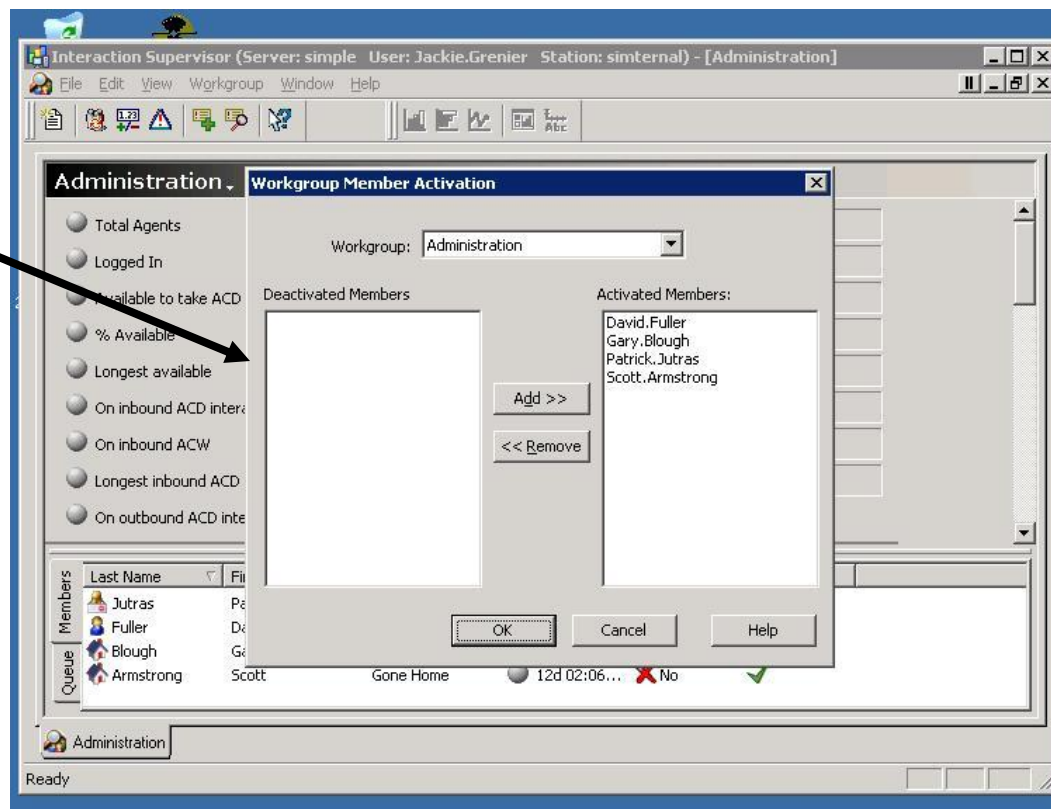 Interaction Supervisor (Server: simple User: Jackie.Grenier Station: simternal) - [Administration]
File Edit View Workgroup Window Help
Administration
Workgroup Member Activation
Total Agents
Logged In
Available to take ACD
% Available
Longest available
On inbound ACD intera
On inbound ACW
Longest inbound ACD
On outbound ACD inte
Workgroup: Administration
Deactivated Members
Activated Members:
David.Fuller
Gary.Blough
Patrick.Jutras
Scott.Armstrong
Add >>
<< Remove
OK Cancel Help
Members
Queue
Last Name Fi
Jutras Pa
Fuller Da
Blough Ga
Armstrong Scott Gone Home 12d 02:06... No
Administration
Ready